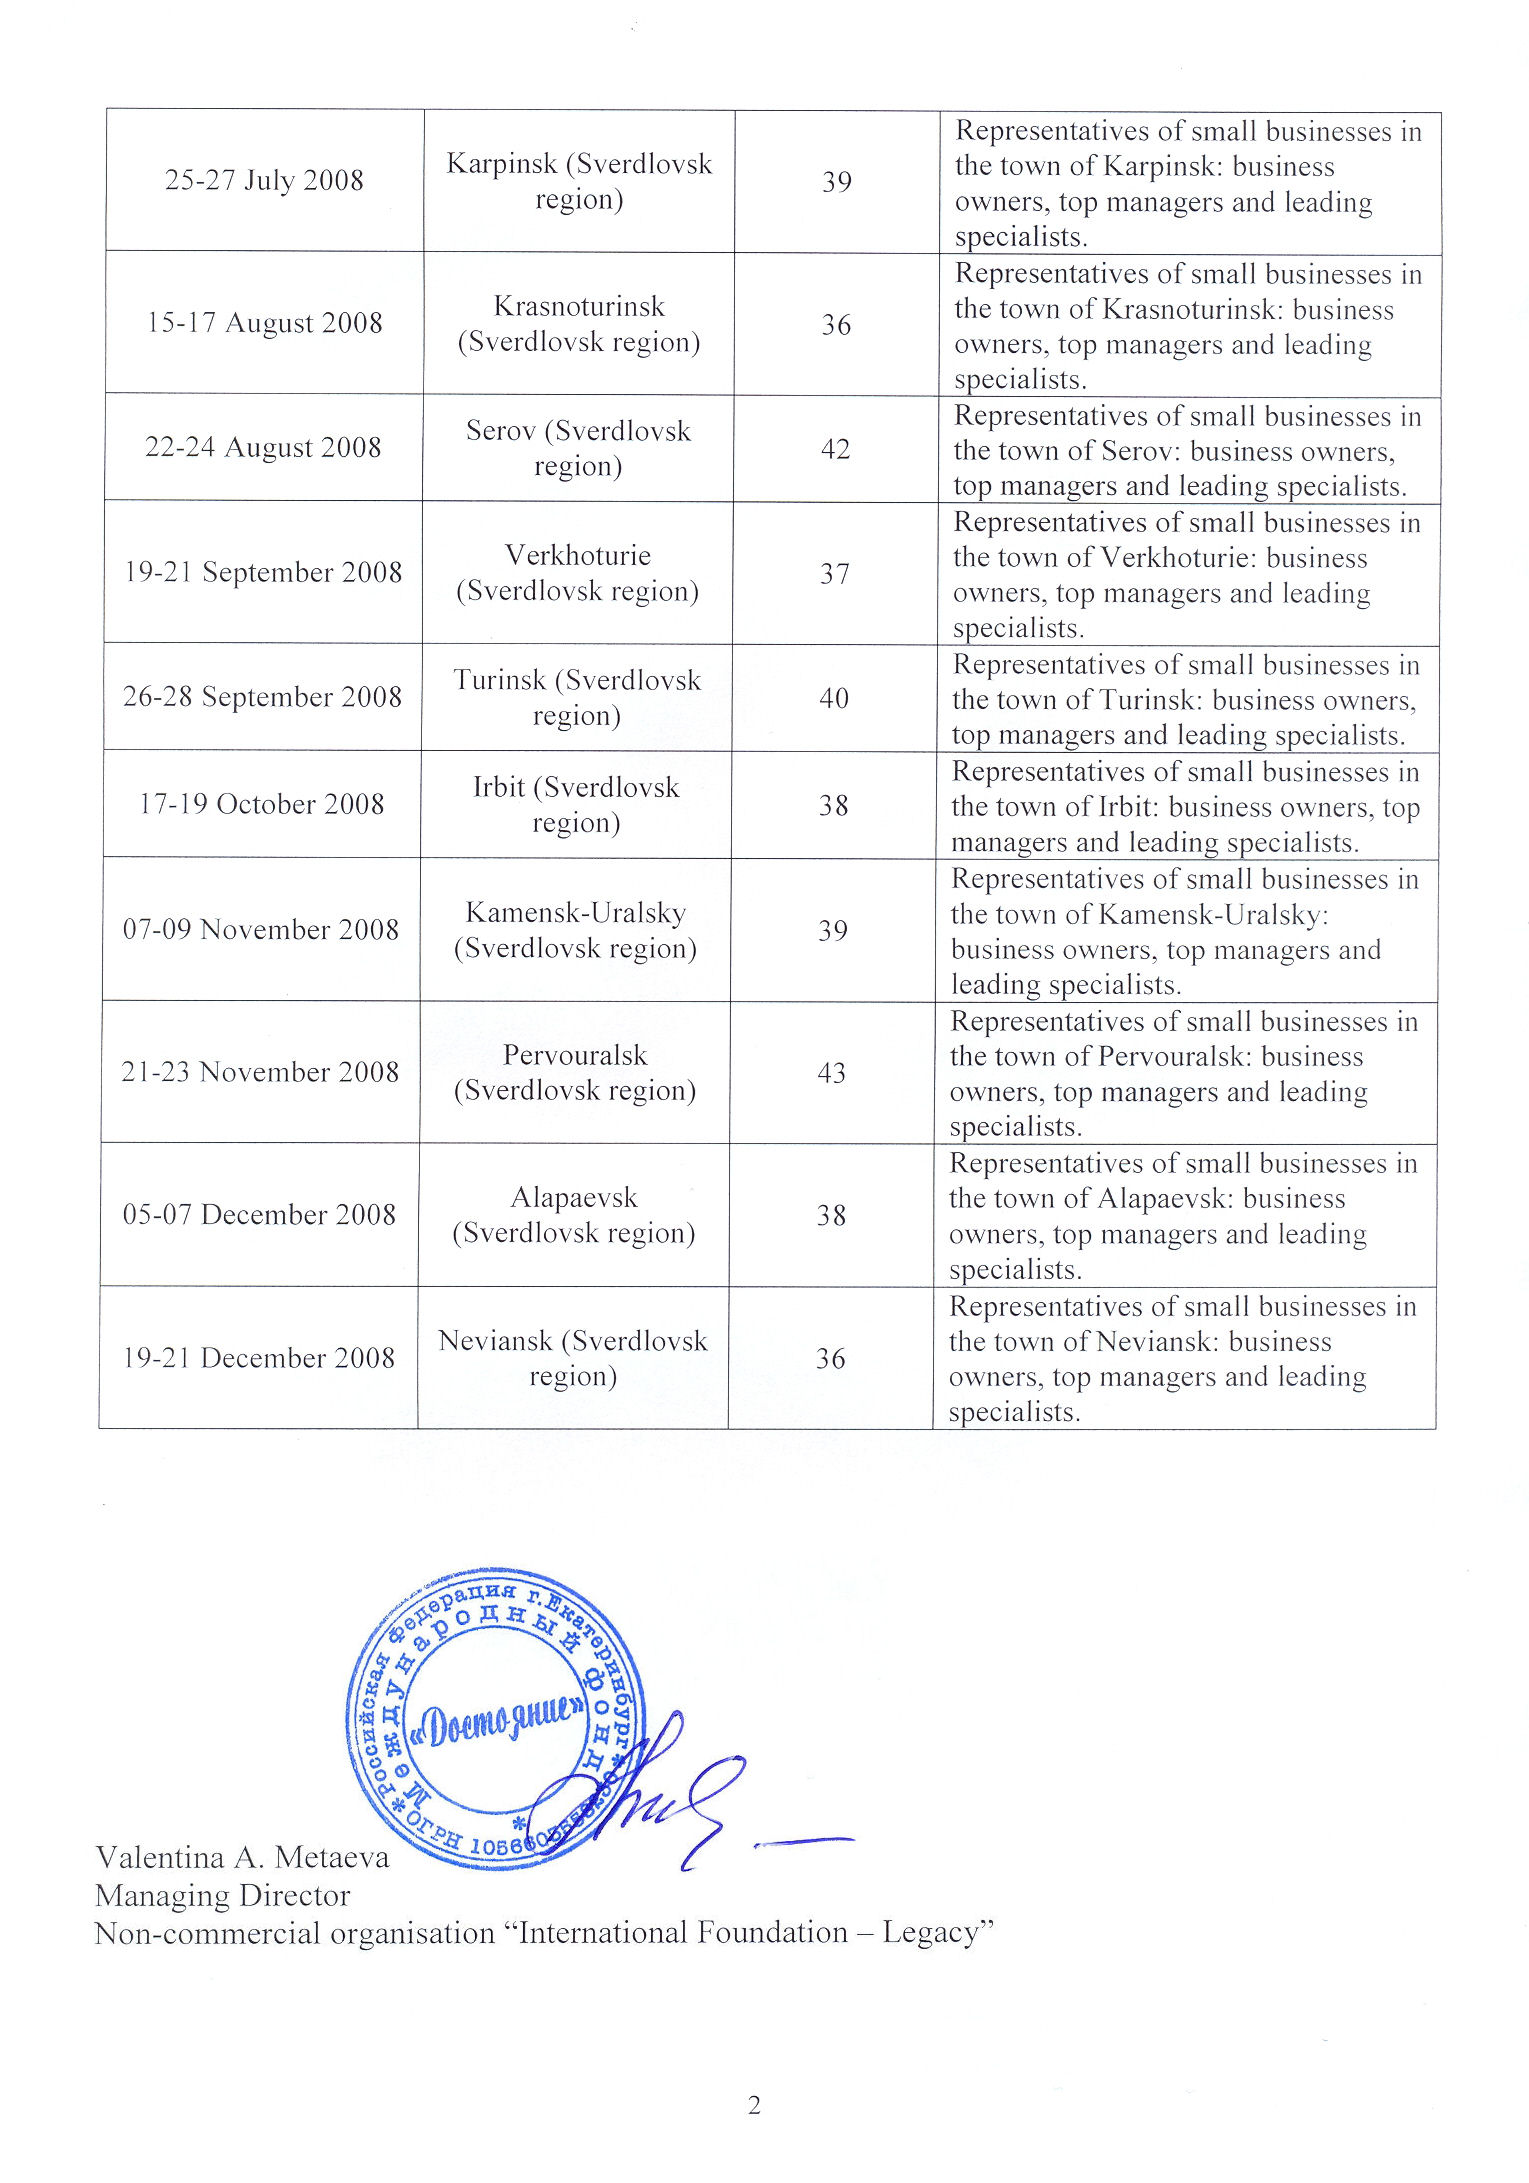 25-27 July 2008
Karpinsk (Sverdlovsk
region)
39
Representatives of small businesses in
the town of Karpinsk: business
owners, top managers and leading
specialists.
15-17 August 2008
Krasnoturinsk
(Sverdlovsk region)
36
Representatives of small businesses in
the town of Krasnoturinsk: business
owners, top managers and leading
specialists.
22-24 August 2008
Serov (Sverdlovsk
region)
42
Representatives of small businesses in
the town of Serov: business owners,
top managers and leading specialists.
19-21 September 2008
Verkhoturie
(Sverdlovsk region)
37
Representatives of small businesses in
the town of Verkhoturie: business
owners, top managers and leading
specialists.
26-28 September 2008
Turinsk (Sverdlovsk
region)
40
Representatives of small businesses in
the town of Turinsk: business owners,
top managers and leading specialists.
17-19 October 2008
Irbit (Sverdlovsk
region)
38
Representatives of small businesses in
the town of Irbit: business owners, top
managers and leading specialists.
07-09 November 2008
Kamensk-Uralsky
(Sverdlovsk region)
39
Representatives of small businesses in
the town of Kamensk-Uralsky:
business owners, top managers and
leading specialists.
21-23 November 2008
Pervouralsk
(Sverdlovsk region)
43
Representatives of small businesses in
the town of Pervouralsk: business
owners, top managers and leading
specialists.
05-07 December 2008
Alapaevsk
(Sverdlovsk region)
38
Representatives of small businesses in
the town of Alapaevsk: business
owners, top managers and leading
specialists.
19-21 December 2008
Neviansk (Sverdlovsk
region)
36
Representatives of small businesses in
the town of Neviansk: business
owners, top managers and leading
specialists.
* Российская Федерация г.Екатеринбург *
Международный фонд
«Достояние»
*
ОГРН
Valentina A. Metaeva
Managing Director
Non-commercial organisation “International Foundation – Legacy”
2